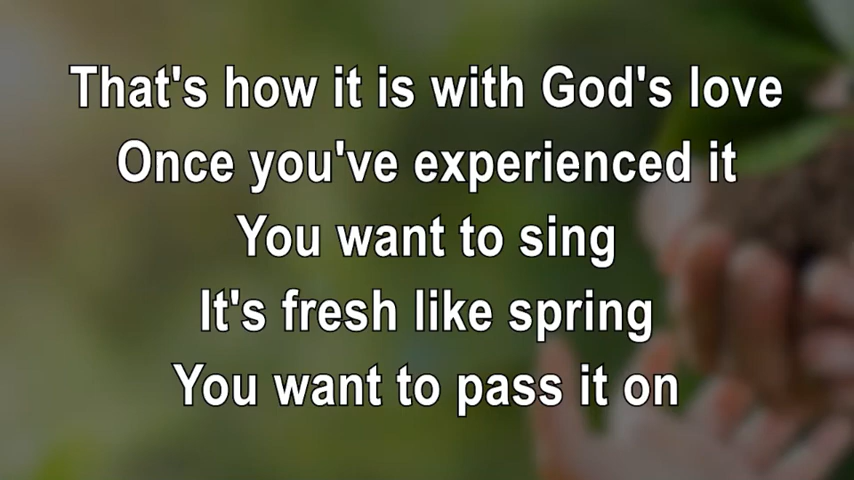 That's how it is with God's love
Once you've experienced it
You want to sing
It's fresh like spring
You want to pass it on